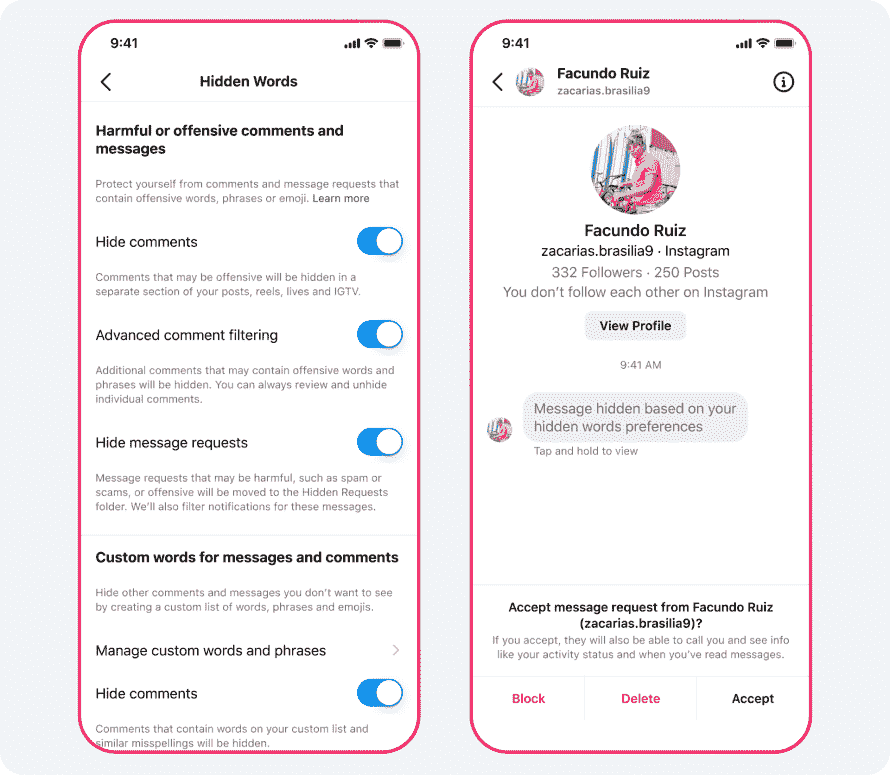 9:41
Hidden Words
Harmful or offensive comments and
messages
Protect yourself from comments and message requests that
contain offensive words, phrases or emoji. Learn more
Hide comments
Comments that may be offensive will be hidden in a
separate section of your posts, reels, lives and IGTV.
Advanced comment filtering
Additional comments that may contain offensive words and
phrases will be hidden. You can always review and unhide
individual comments.
Hide message requests
Message requests that may be harmful, such as spam or
scams, or offensive will be moved to the Hidden Requests
folder. We’ll also filter notifications for these messages.
Custom words for messages and comments
Hide other comments and messages you don’t want to see
by creating a custom list of words, phrases and emojis.
Manage custom words and phrases
Hide comments
Comments that contain words on your custom list and
similar misspellings will be hidden.
9:41
Facundo Ruiz
zacarias.brasilia9
Facundo Ruiz
zacarias.brasilia9 · Instagram
332 Followers · 250 Posts
You don’t follow each other on Instagram
View Profile
9:41 AM
Message hidden based on your
hidden words preferences
Tap and hold to view
Accept message request from Facundo Ruiz
(zacarias.brasilia9)?
If you accept, they will also be able to call you and see info
like your activity status and when you’ve read messages.
Block
Delete
Accept